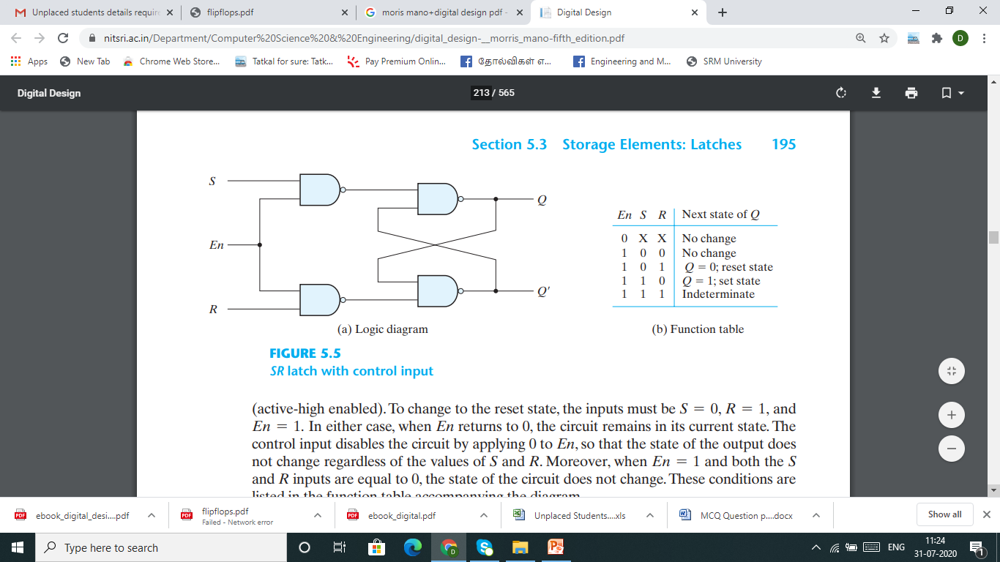 Unplaced students details require
flipflops.pdf
moris mano+digital design pdf -
Digital Design
nitsri.ac.in/Department/Computer%20Science%20&%20Engineering/digital_design-__morris_mano-fifth_edition.pdf
D
Apps
New Tab
Chrome Web Store...
Tatkal for sure: Tatk...
Pay Premium Onlin...
தோல்விகள் எ...
Engineering and M...
SRM University
Digital Design
213 / 565
Section 5.3 Storage Elements: Latches 195
S
En
R
Q
Q'
(a) Logic diagram
En S R Next state of Q
0 X X No change
1 0 0 No change
1 0 1 Q = 0; reset state
1 1 0 Q = 1; set state
1 1 1 Indeterminate
(b) Function table
FIGURE 5.5
SR latch with control input
(active-high enabled). To change to the reset state, the inputs must be S = 0, R = 1, and
En = 1. In either case, when En returns to 0, the circuit remains in its current state. The
control input disables the circuit by applying 0 to En, so that the state of the output does
not change regardless of the values of S and R. Moreover, when En = 1 and both the S
and R inputs are equal to 0, the state of the circuit does not change. These conditions are
listed in the function table accompanying the diagram.
ebook_digital_desi....pdf
flipflops.pdf
Failed - Network error
ebook_digital.pdf
Unplaced Students....xls
MCQ Question p....docx
Show all
Type here to search
ENG
11:24
31-07-2020
1